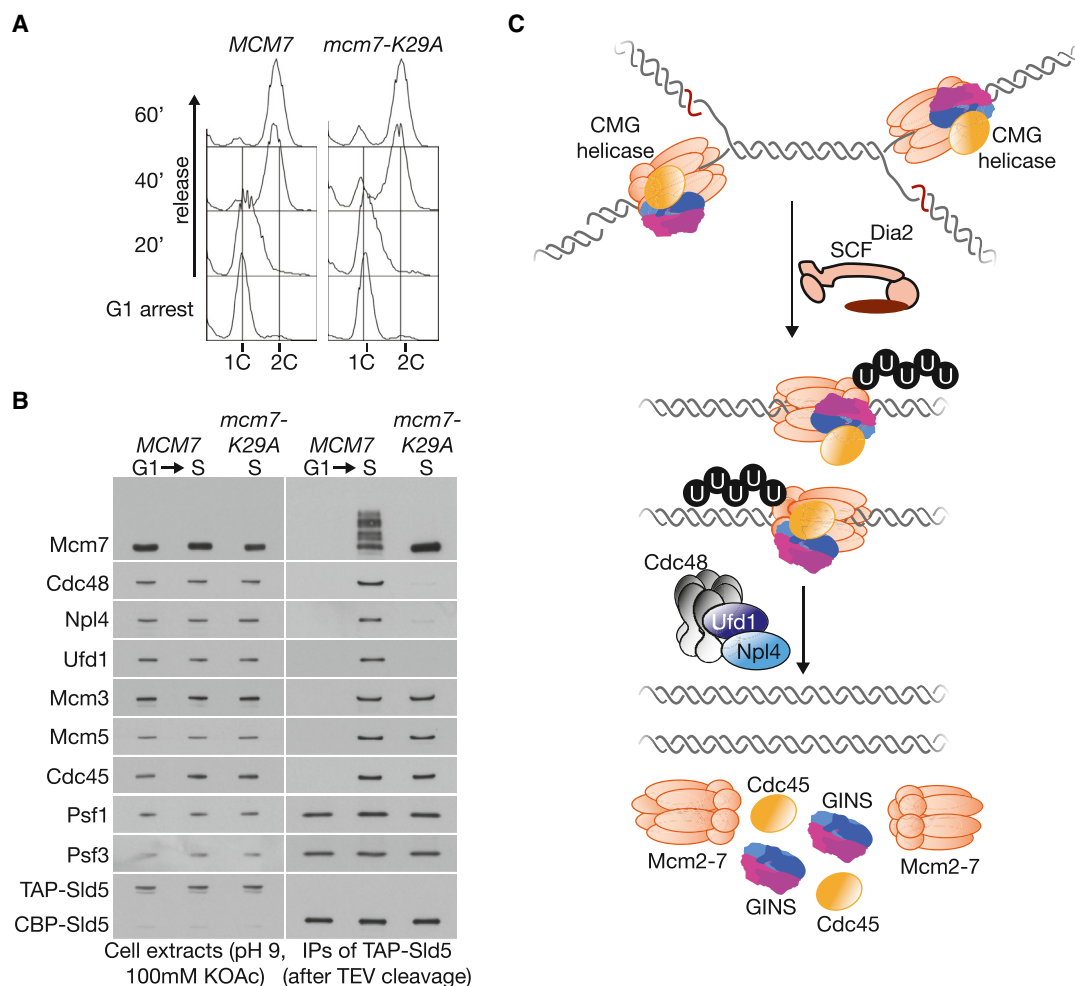 A
MCM7 mcm7-K29A
60'
40'
20'
release
G1 arrest
1C 2C 1C 2C
B
MCM7 mcm7-K29A MCM7 mcm7-K29A
G1 → S S G1 → S S
Mcm7
Cdc48
Npl4
Ufd1
Mcm3
Mcm5
Cdc45
Psf1
Psf3
TAP-Sld5
CBP-Sld5
Cell extracts (pH 9, 100mM KOAc)
IPs of TAP-Sld5 (after TEV cleavage)
C
CMG helicase
CMG helicase
SCF Dia2
U U U U U
U U U U U
Cdc48
Ufd1
Npl4
Cdc45
GINS
Mcm2-7
Mcm2-7
GINS
Cdc45